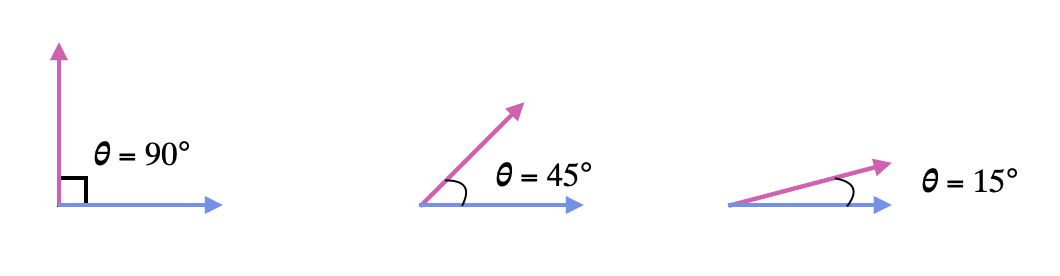 θ = 90°
θ = 45°
θ = 15°